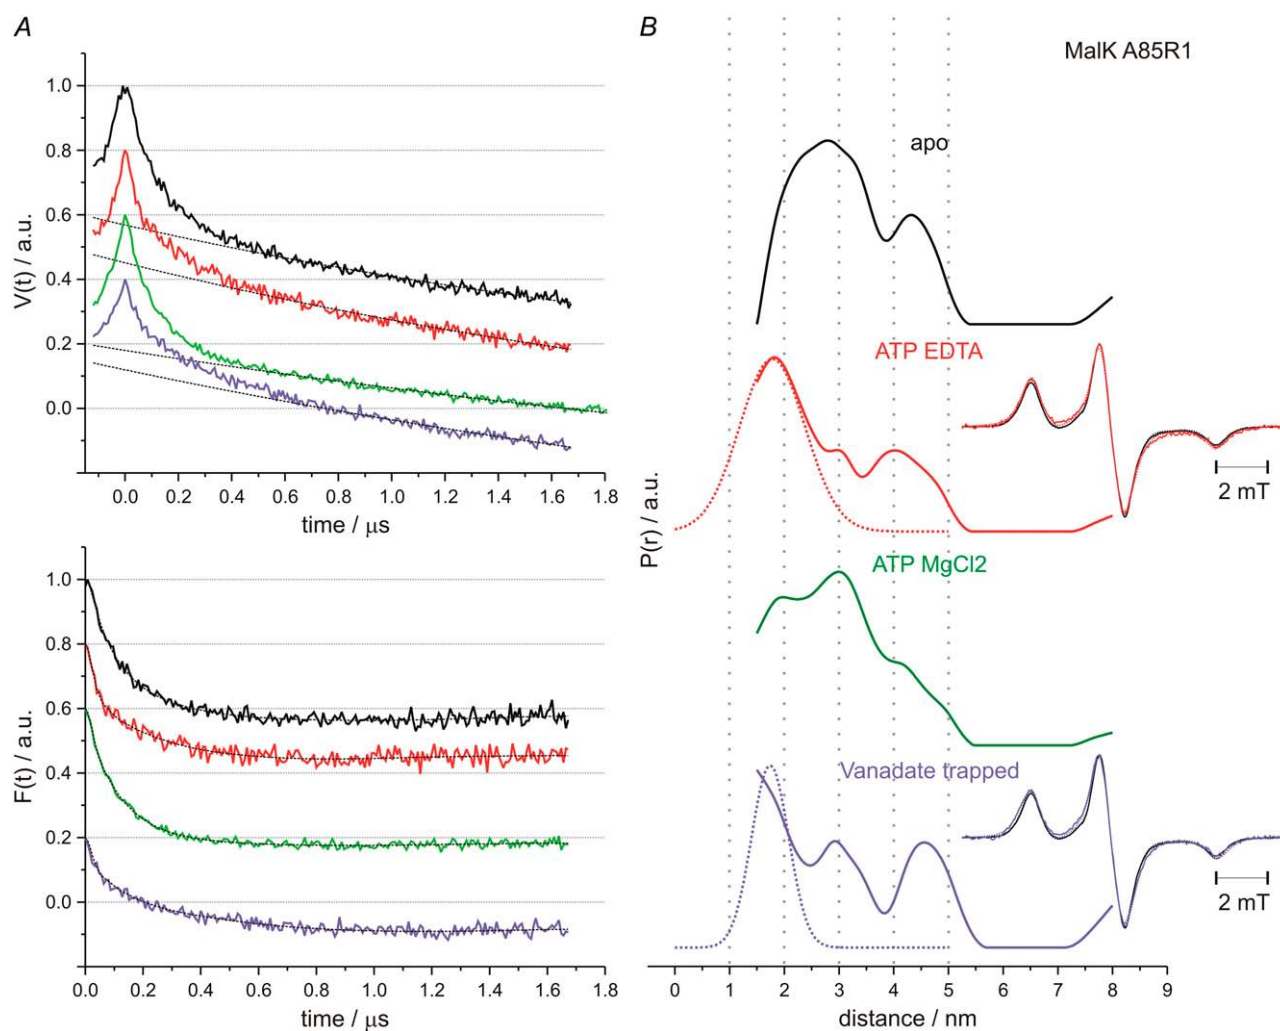 A
V(t) / a.u.
1.0
0.8
0.6
0.4
0.2
0.0
0.0 0.2 0.4 0.6 0.8 1.0 1.2 1.4 1.6 1.8
time / μs
F(t) / a.u.
1.0
0.8
0.6
0.4
0.2
0.0
0.0 0.2 0.4 0.6 0.8 1.0 1.2 1.4 1.6 1.8
time / μs
B
MalK A85R1
P(r) / a.u.
apo
ATP EDTA
2 mT
ATP MgCl2
Vanadate trapped
2 mT
0 1 2 3 4 5 6 7 8 9
distance / nm